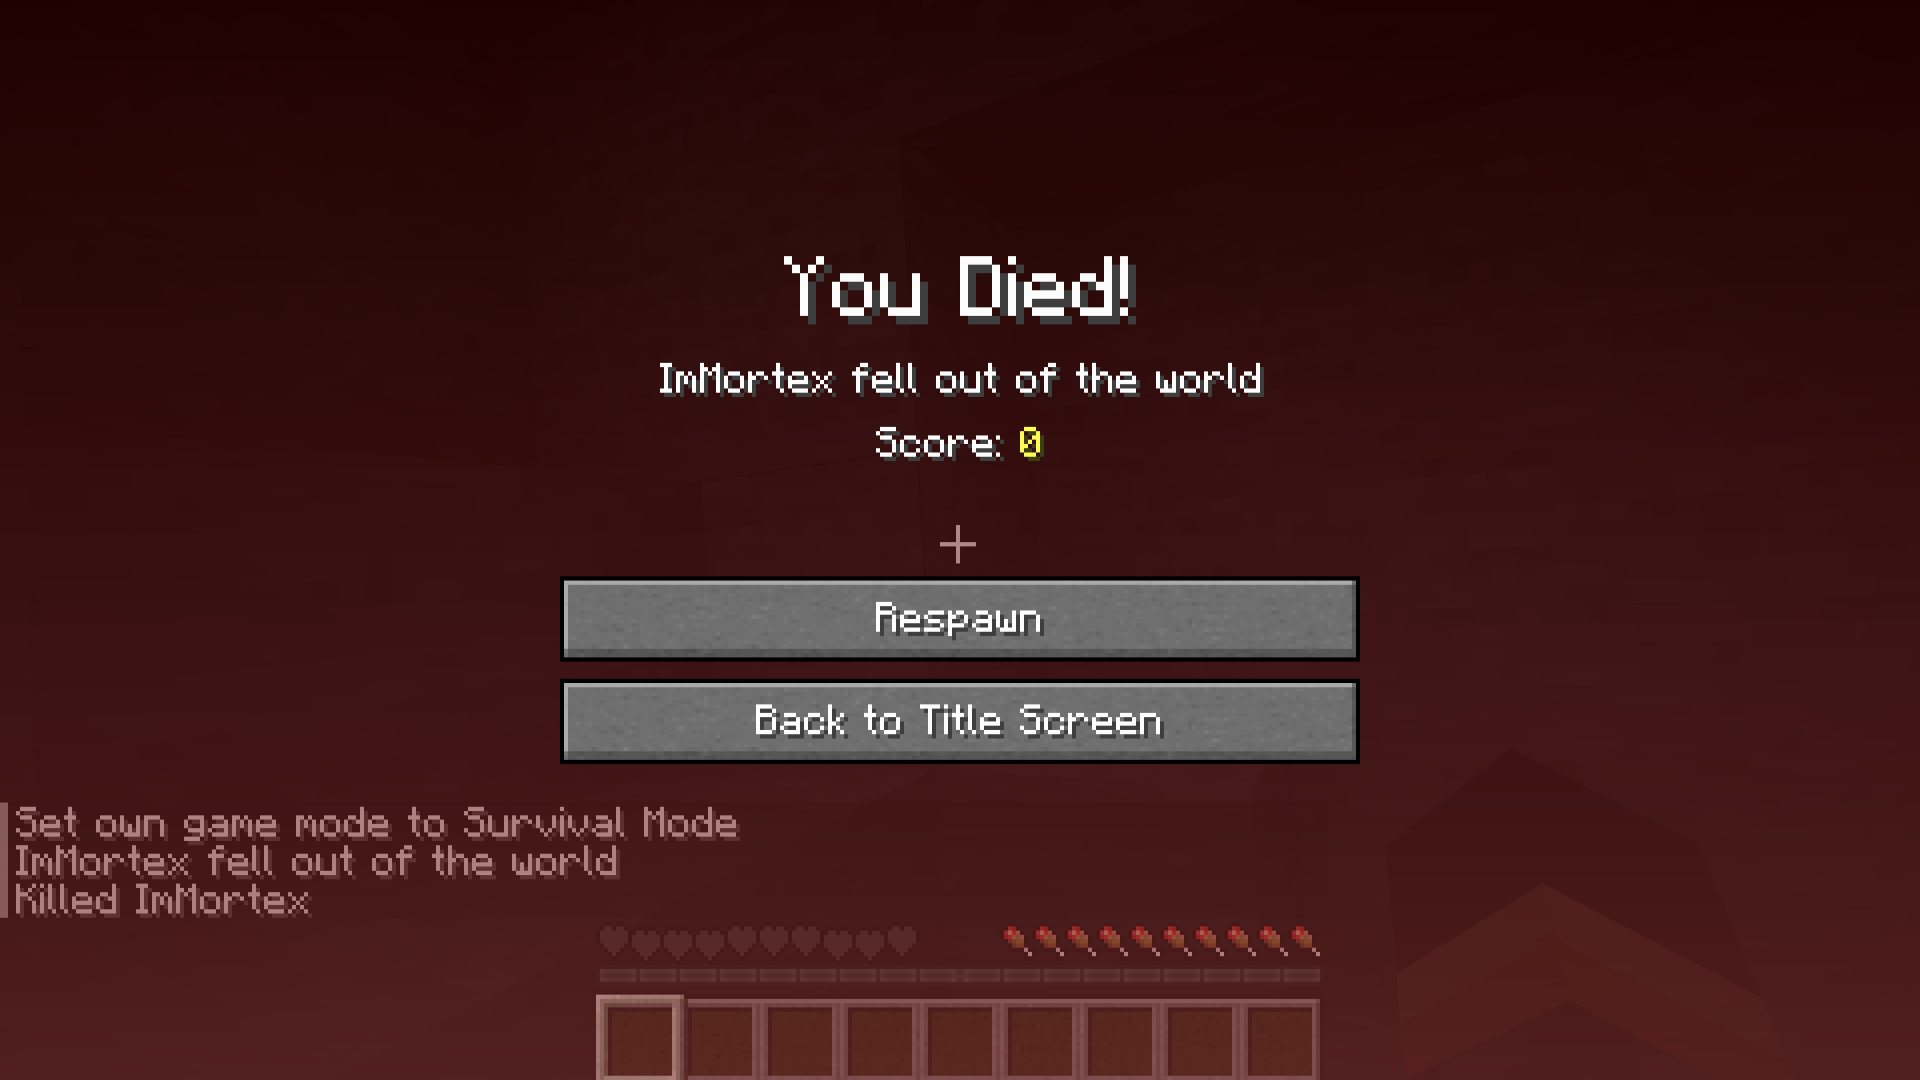 You Died!
ImMortex fell out of the world
Score: 0
Respawn
Back to Title Screen
Set own game mode to Survival Mode
ImMortex fell out of the world
Killed ImMortex